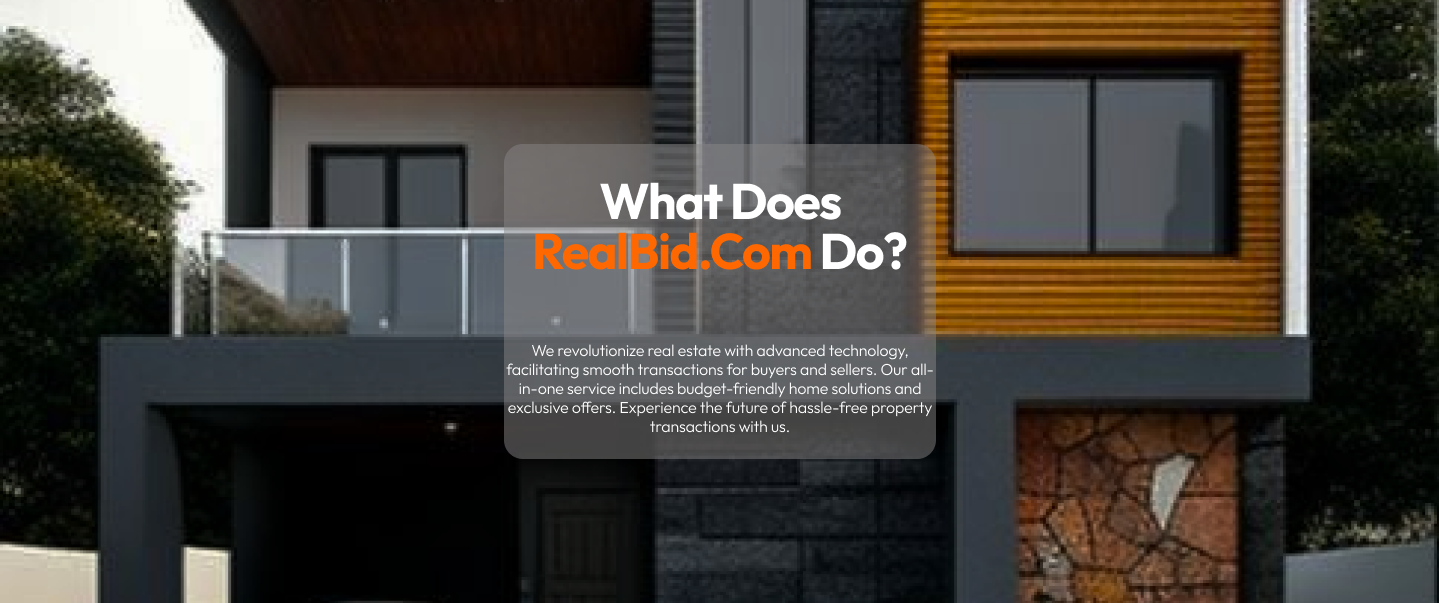 What Does
RealBid.Com Do?
We revolutionize real estate with advanced technology,
facilitating smooth transactions for buyers and sellers. Our all-
in-one service includes budget-friendly home solutions and
exclusive offers. Experience the future of hassle-free property
transactions with us.